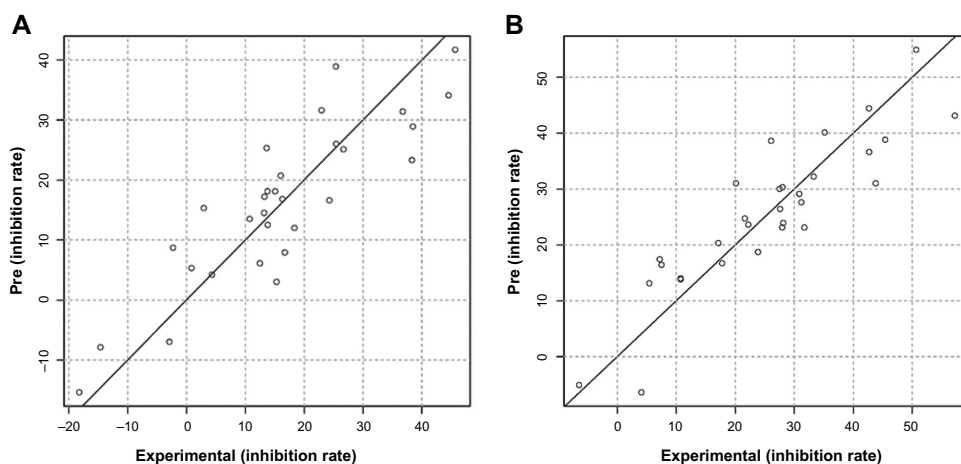 A
Pre (inhibition rate)
40
30
20
10
0
–10
–20 –10 0 10 20 30 40
Experimental (inhibition rate)
B
Pre (inhibition rate)
50
40
30
20
10
0
0 10 20 30 40 50
Experimental (inhibition rate)